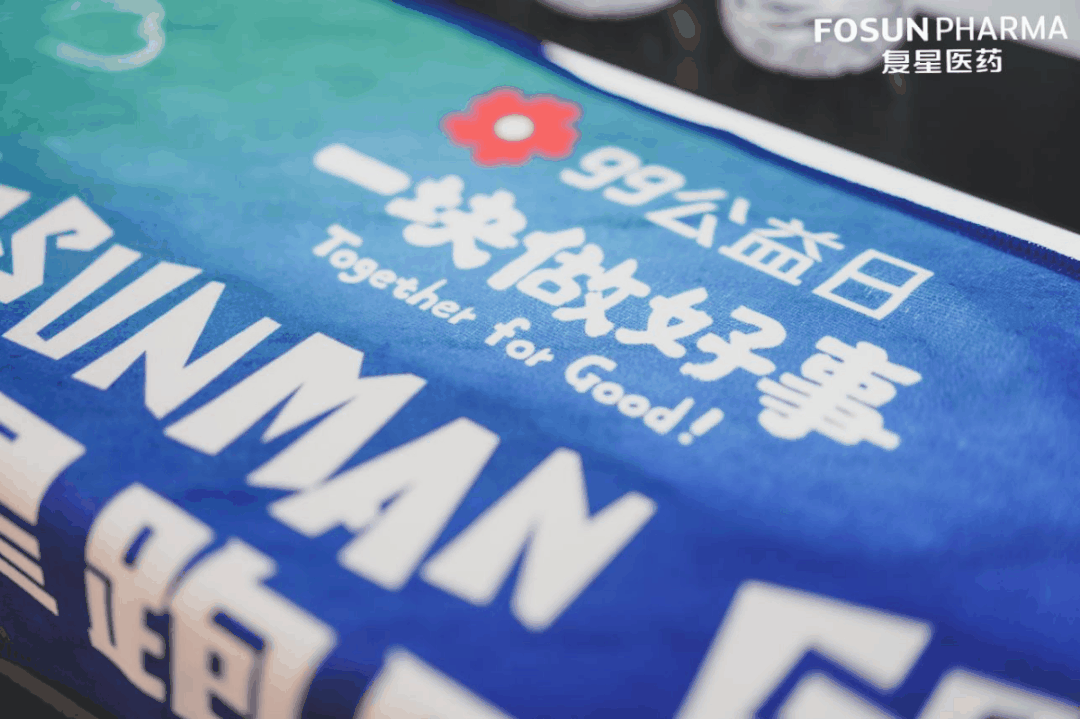 FOSUN PHARMA
复星医药
99公益日
一块做好事
Together for Good!
SUNMAN
跑